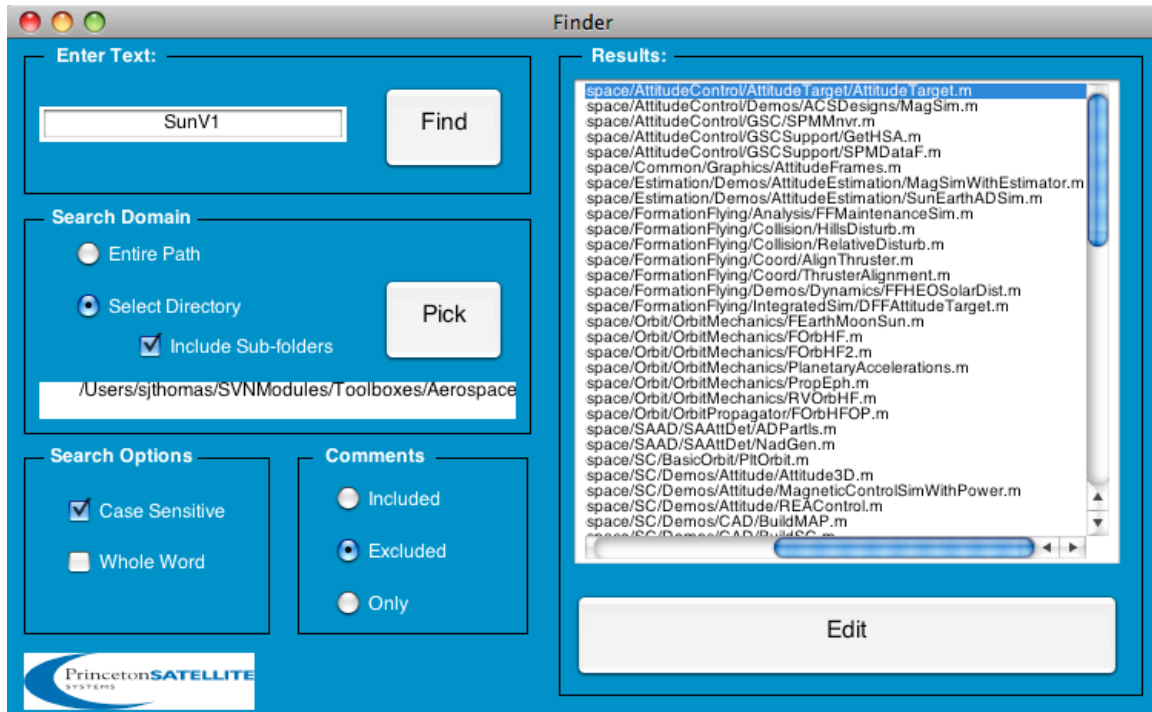 Finder
Enter Text:
SunV1
Find
Search Domain
Entire Path
Select Directory
Include Sub-folders
Pick
/Users/sjthomas/SVNModules/Toolboxes/Aerospace
Search Options
Case Sensitive
Whole Word
Comments
Included
Excluded
Only
PrincetonSATELLITE
SYSTEMS
Results:
space/AttitudeControl/AttitudeTarget/AttitudeTarget.m
space/AttitudeControl/Demos/ACSDesigns/MagSim.m
space/AttitudeControl/GSC/SPMMnvr.m
space/AttitudeControl/GSCSupport/GetHSA.m
space/AttitudeControl/GSCSupport/SPMDataF.m
space/Common/Graphics/AttitudeFrames.m
space/Estimation/Demos/AttitudeEstimation/MagSimWithEstimator.m
space/Estimation/Demos/AttitudeEstimation/SunEarthADSim.m
space/FormationFlying/Analysis/FFMaintenanceSim.m
space/FormationFlying/Collision/HillsDisturb.m
space/FormationFlying/Collision/RelativeDisturb.m
space/FormationFlying/Coord/AlignThruster.m
space/FormationFlying/Coord/ThrusterAlignment.m
space/FormationFlying/Demos/Dynamics/FFHEOSolarDist.m
space/FormationFlying/IntegratedSim/DFFAttitudeTarget.m
space/Orbit/OrbitMechanics/FEarthMoonSun.m
space/Orbit/OrbitMechanics/FOrbHF.m
space/Orbit/OrbitMechanics/FOrbHF2.m
space/Orbit/OrbitMechanics/PlanetaryAccelerations.m
space/Orbit/OrbitMechanics/PropEph.m
space/Orbit/OrbitMechanics/RVOrbHF.m
space/Orbit/OrbitPropagator/FOrbHFOP.m
space/SAAD/SAAttDet/ADPartls.m
space/SAAD/SAAttDet/NadGen.m
space/SC/BasicOrbit/PltOrbit.m
space/SC/Demos/Attitude/Attitude3D.m
space/SC/Demos/Attitude/MagneticControlSimWithPower.m
space/SC/Demos/Attitude/REAControl.m
space/SC/Demos/CAD/BuildMAP.m
space/SC/Demos/CAD/BuildSC.m
Edit